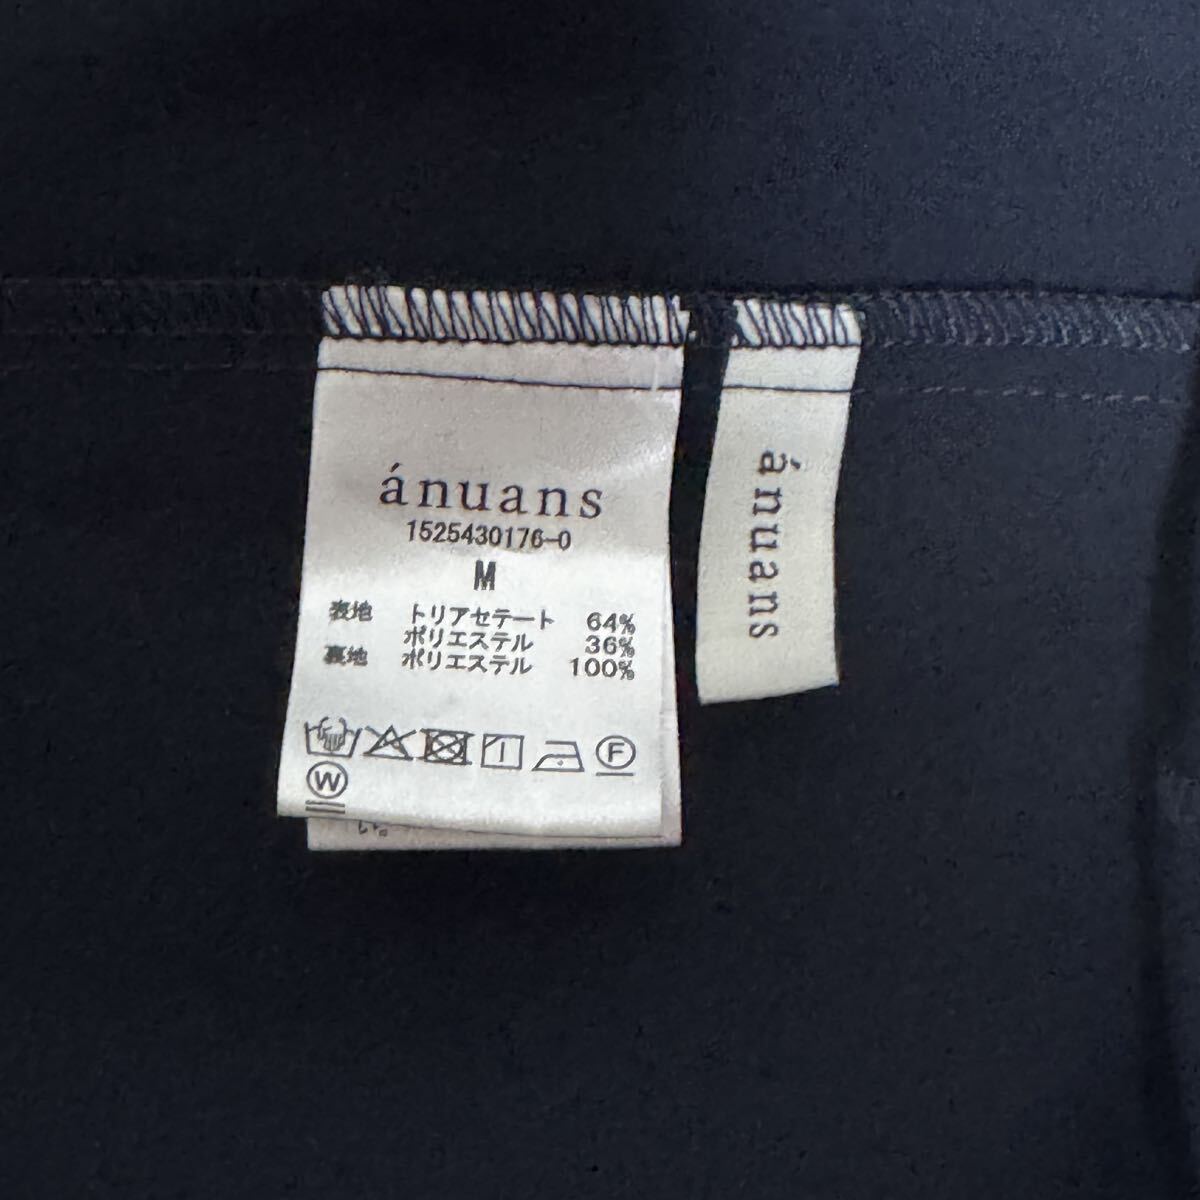 ánuans
1525430176-0
M
表地 トリアセテート 64%
ポリエステル 36%
裏地 ポリエステル 100%
F
W
ánuans